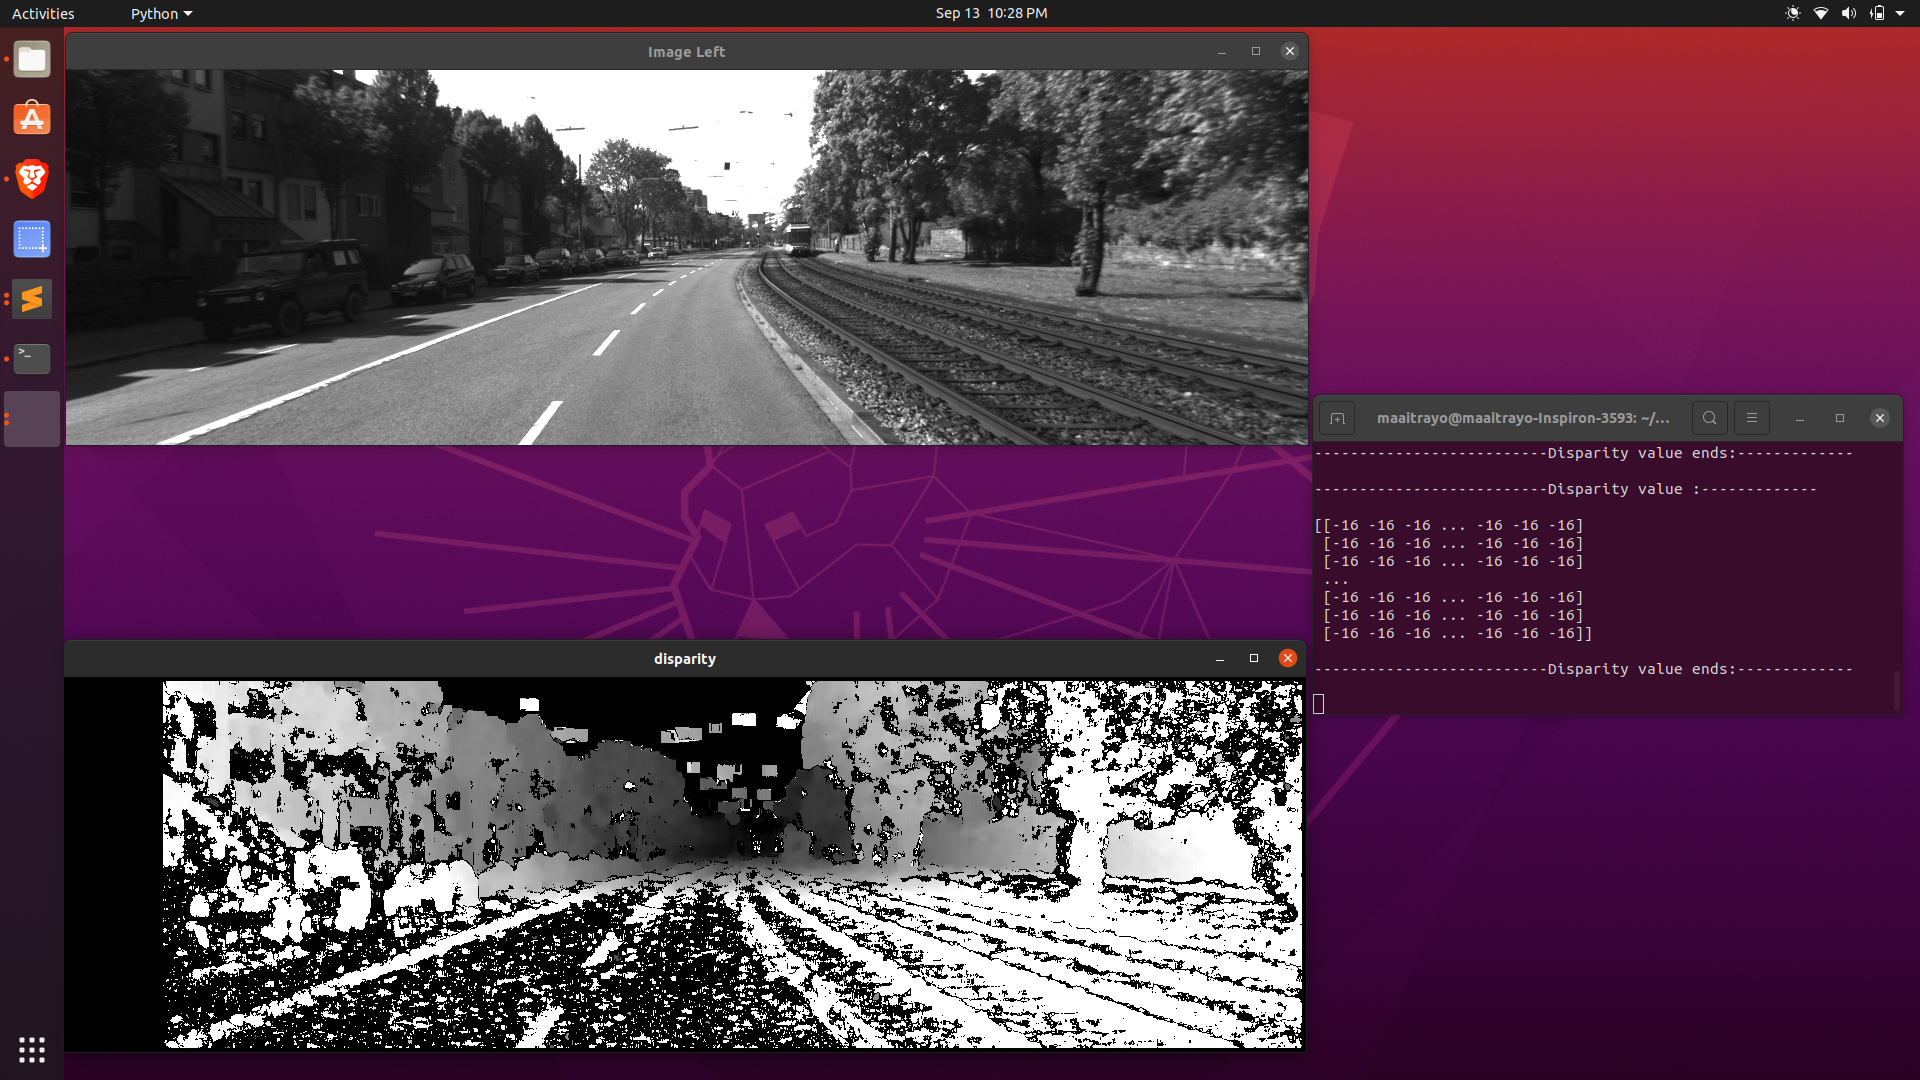 Activities
Python
Sep 13 10:28 PM
Image Left
maaitrayo@maaitrayo-Inspiron-3593: ~/...
--------------------------Disparity value ends:-------------
--------------------------Disparity value :-------------
[[-16 -16 -16 ... -16 -16 -16]
[-16 -16 -16 ... -16 -16 -16]
[-16 -16 -16 ... -16 -16 -16]
...
[-16 -16 -16 ... -16 -16 -16]
[-16 -16 -16 ... -16 -16 -16]
[-16 -16 -16 ... -16 -16 -16]]
--------------------------Disparity value ends:-------------
disparity